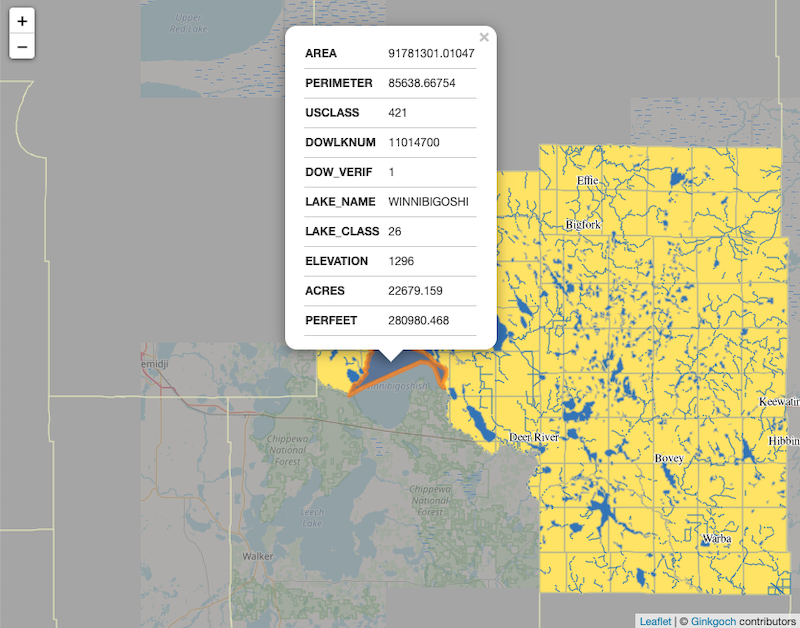 +
−
Upper
Red Lake
×
AREA 91781301.01047
PERIMETER 85638.66754
USCLASS 421
DOWLKNUM 11014700
DOW_VERIF 1
LAKE_NAME WINNIBIGOSHI
LAKE_CLASS 26
ELEVATION 1296
ACRES 22679.159
PERFEET 280980.468
Effie
Bigfork
emidji
Winnibigoshish
Keewatin
Deer River
Hibbin
Chippewa
National
Forest
Bovey
Chippewa
National
Forest
Leech
Lake
Warba
Walker
Leaflet | © Ginkgoch contributors